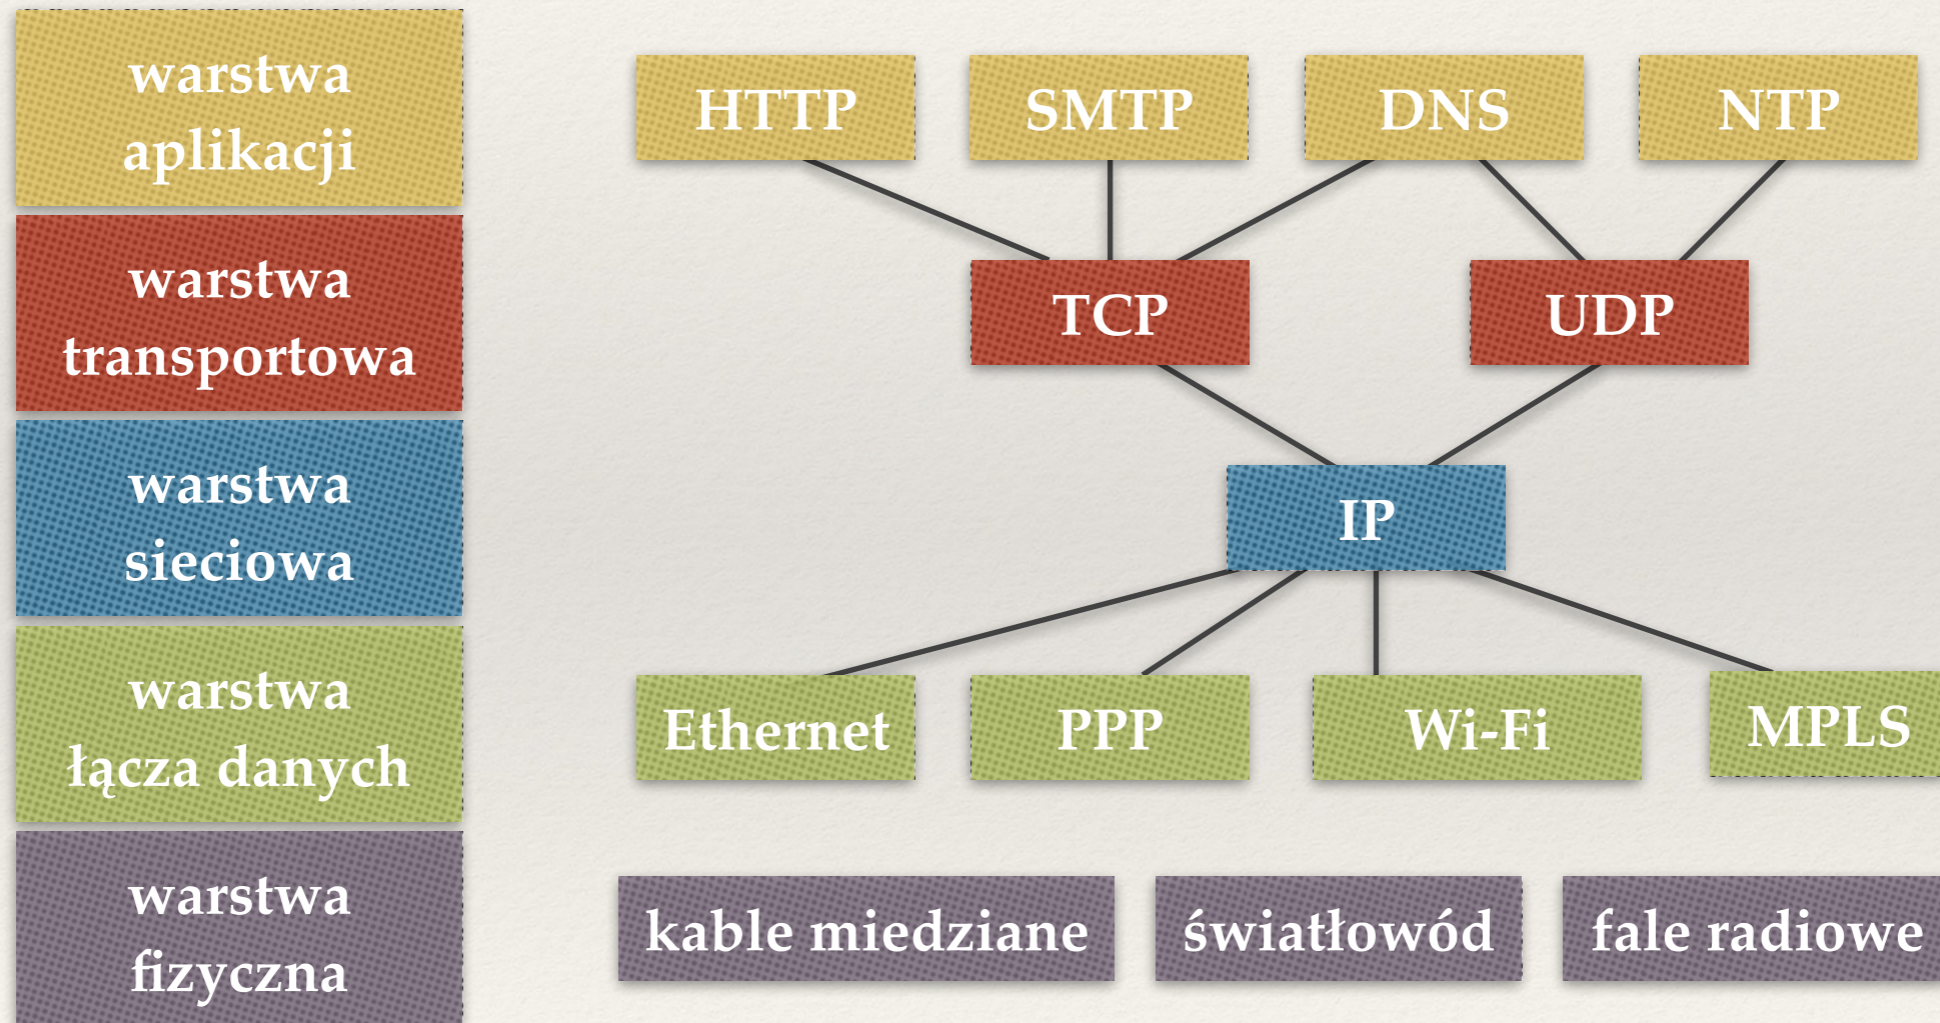 warstwa
aplikacji
HTTP
SMTP
DNS
NTP
warstwa
transportowa
TCP
UDP
warstwa
sieciowa
IP
warstwa
łącza danych
Ethernet
PPP
Wi-Fi
MPLS
warstwa
fizyczna
kable miedziane
światłowód
fale radiowe